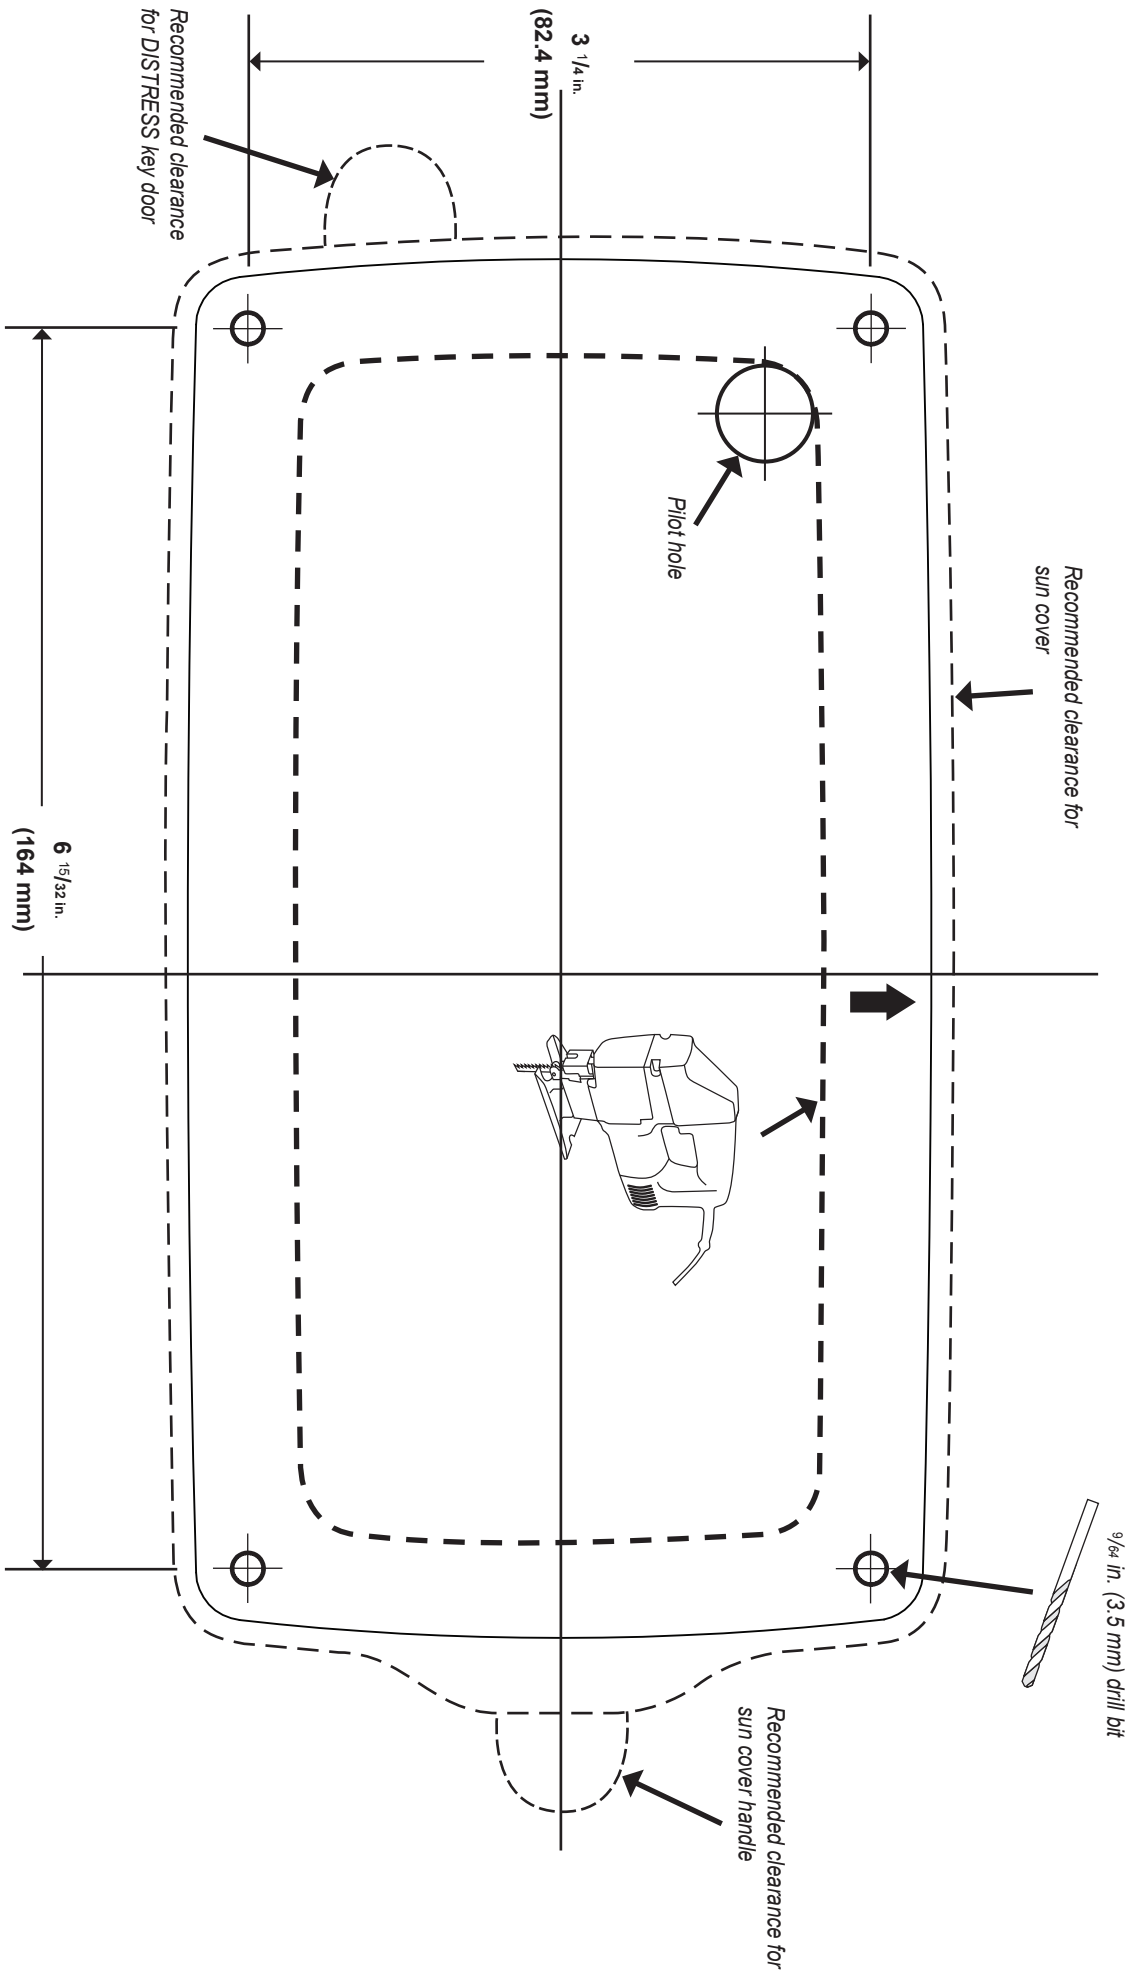 Recommended clearance for
sun cover
9/64 in. (3.5 mm) drill bit
3 1/4 in.
(82.4 mm)
Pilot hole
Recommended clearance
for DISTRESS key door
Recommended clearance for
sun cover handle
6 15/32 in.
(164 mm)